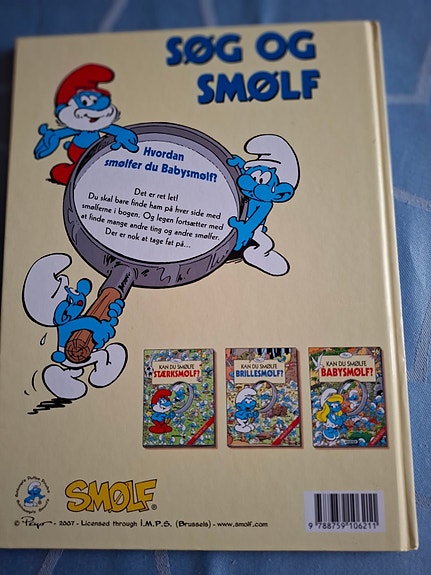 SØG OG
SMØLF
Hvordan
smølfer du Babysmølf?
Det er ret let!
Du skal bare finde ham på hver side med
smølferne i bogen. Og legen fortsætter med
at finde mange andre ting og andre smølfer.
Der er nok at tage fat på...
KAN DU SMØLFE
STÆRKSMØLF?
KAN DU SMØLFE
BRILLESMØLF?
KAN DU SMØLFE
BABYSMØLF?
SMØLF®
© Peyo - 2007 - Licensed through I.M.P.S. (Brussels) - www.smolf.com
9 788759 106211